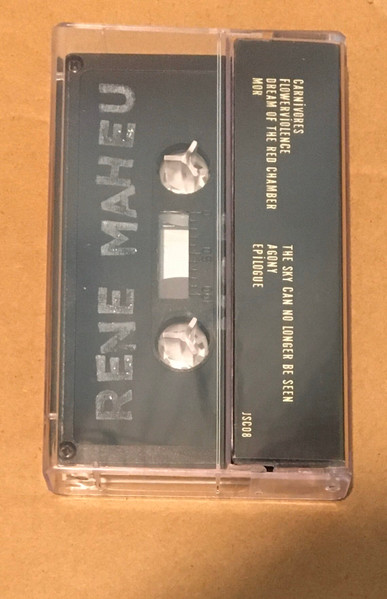 RENE MAHEU
CARNiVORES
FLOWERViOLENCE
DREAM OF THE RED CHAMBER
MOR
THE SKY CAN NO LONGER BE SEEN
AGONY
EPiLOGUE
JSC08